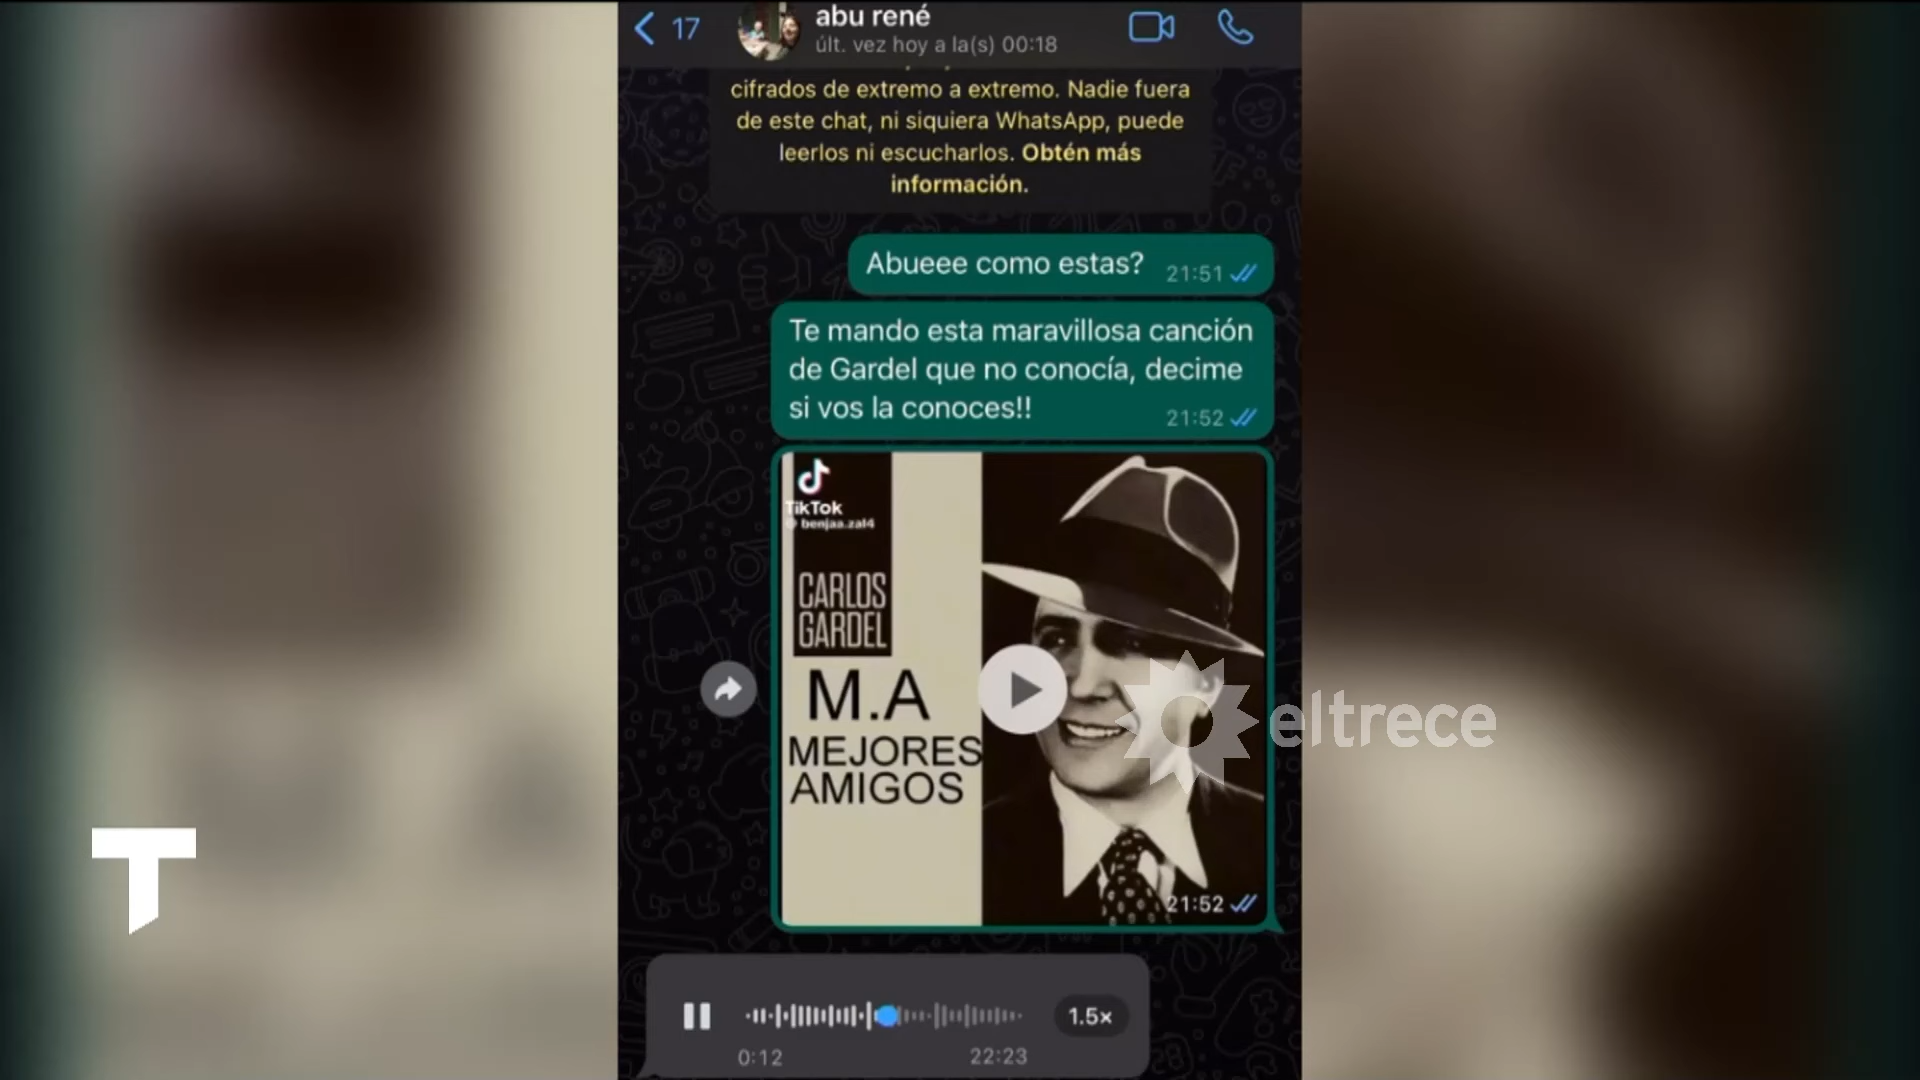 17
abu rené
últ. vez hoy a la(s) 00:18
cifrados de extremo a extremo. Nadie fuera
de este chat, ni siquiera WhatsApp, puede
leerlos ni escucharlos. Obtén más
información.
Abueee como estas?
21:51
Te mando esta maravillosa canción
de Gardel que no conocía, decime
si vos la conoces!!
21:52
TikTok
benjaa.zal4
CARLOS
GARDEL
M.A
MEJORES
AMIGOS
21:52
eltrece
T
1.5x
0:12
22:23